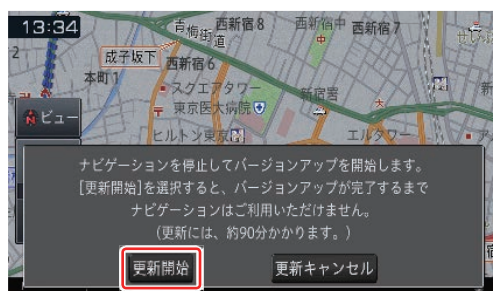 13:34
青梅街道
西新宿8
西新宿中
西新宿7
2
成子坂下
西新宿6
本町1
スクエアタワー
新宿署
東京医大病院
ビュー
ヒルトン東京
エルタワー
ナビゲーションを停止してバージョンアップを開始します。
[更新開始]を選択すると、バージョンアップが完了するまで
ナビゲーションはご利用いただけません。
(更新には、約90分かかります。)
更新開始
更新キャンセル